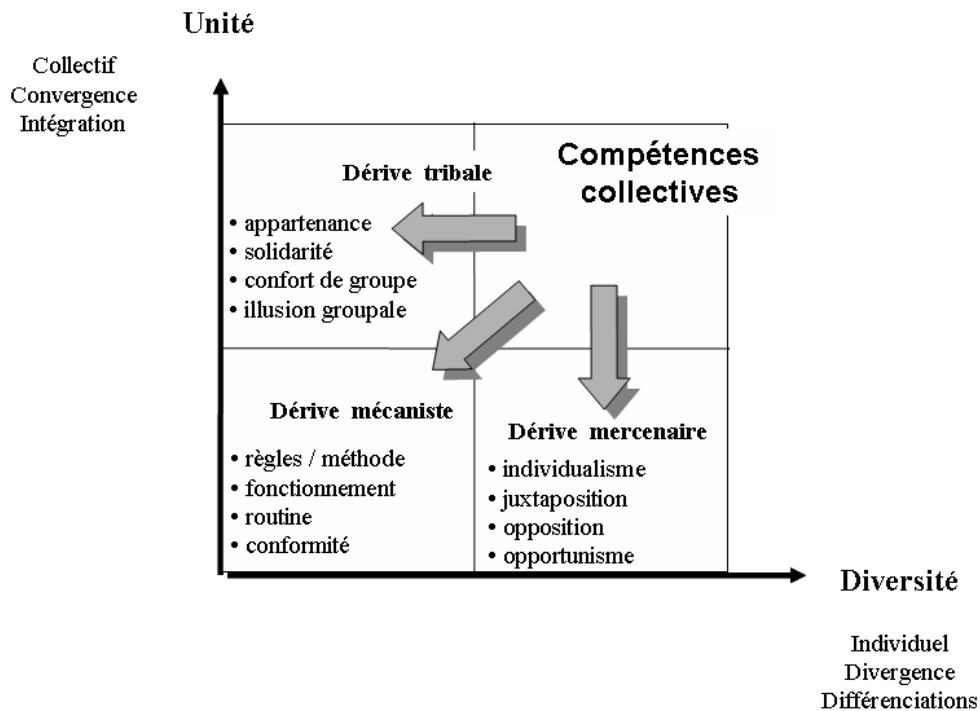 Unité
Collectif
Convergence
Intégration
Dérive tribale
• appartenance
• solidarité
• confort de groupe
• illusion groupale
Compétences
collectives
Dérive mécaniste
• règles / méthode
• fonctionnement
• routine
• conformité
Dérive mercenaire
• individualisme
• juxtaposition
• opposition
• opportunisme
Diversité
Individuel
Divergence
Différenciations